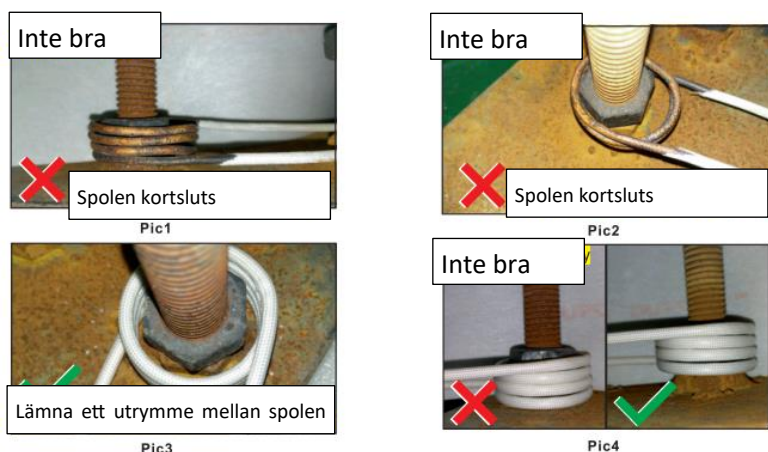 Inte bra
Inte bra
Spolen kortsluts
Spolen kortsluts
Pic1
Pic2
Inte bra
Lämna ett utrymme mellan spolen
Pic3
Pic4